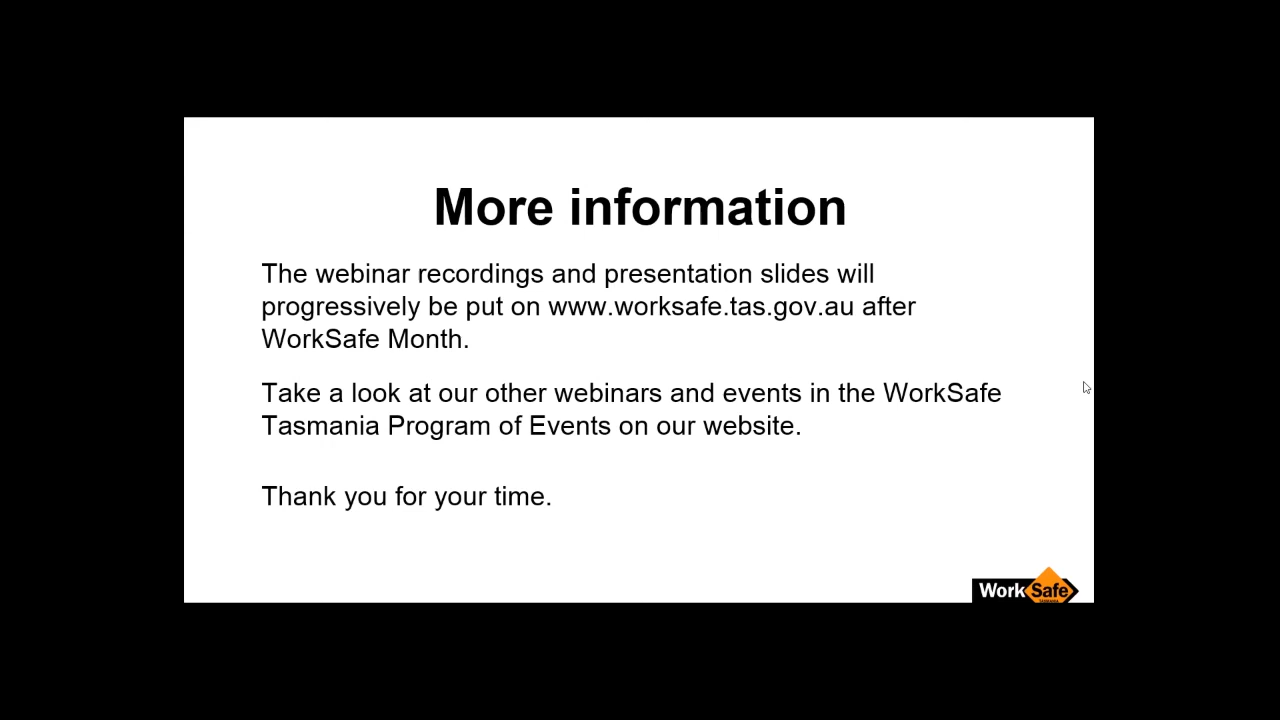 More information
The webinar recordings and presentation slides will
progressively be put on www.worksafe.tas.gov.au after
WorkSafe Month.
Take a look at our other webinars and events in the WorkSafe
Tasmania Program of Events on our website.
Thank you for your time.
WorkSafe
TASMANIA